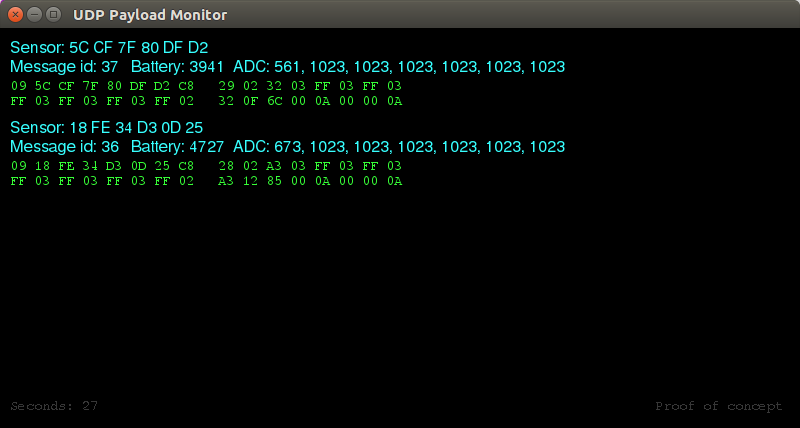 UDP Payload Monitor
Sensor: 5C CF 7F 80 DF D2
Message id: 37 Battery: 3941 ADC: 561, 1023, 1023, 1023, 1023, 1023, 1023
09 5C CF 7F 80 DF D2 C8 29 02 32 03 FF 03 FF 03
FF 03 FF 03 FF 03 FF 02 32 0F 6C 00 0A 00 00 0A
Sensor: 18 FE 34 D3 0D 25
Message id: 36 Battery: 4727 ADC: 673, 1023, 1023, 1023, 1023, 1023, 1023
09 18 FE 34 D3 0D 25 C8 28 02 A3 03 FF 03 FF 03
FF 03 FF 03 FF 03 FF 02 A3 12 85 00 0A 00 00 0A
Seconds: 27 Proof of concept